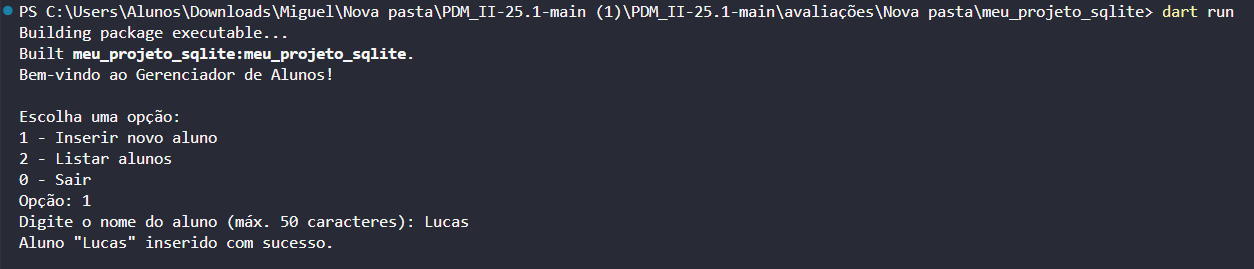 PS C:\Users\Alunos\Downloads\Miguel\Nova pasta\PDM_II-25.1-main (1)\PDM_II-25.1-main\avaliações\Nova pasta\meu_projeto_sqlite> dart run
Building package executable...
Built meu_projeto_sqlite:meu_projeto_sqlite.
Bem-vindo ao Gerenciador de Alunos!
Escolha uma opção:
1 - Inserir novo aluno
2 - Listar alunos
0 - Sair
Opção: 1
Digite o nome do aluno (máx. 50 caracteres): Lucas
Aluno "Lucas" inserido com sucesso.